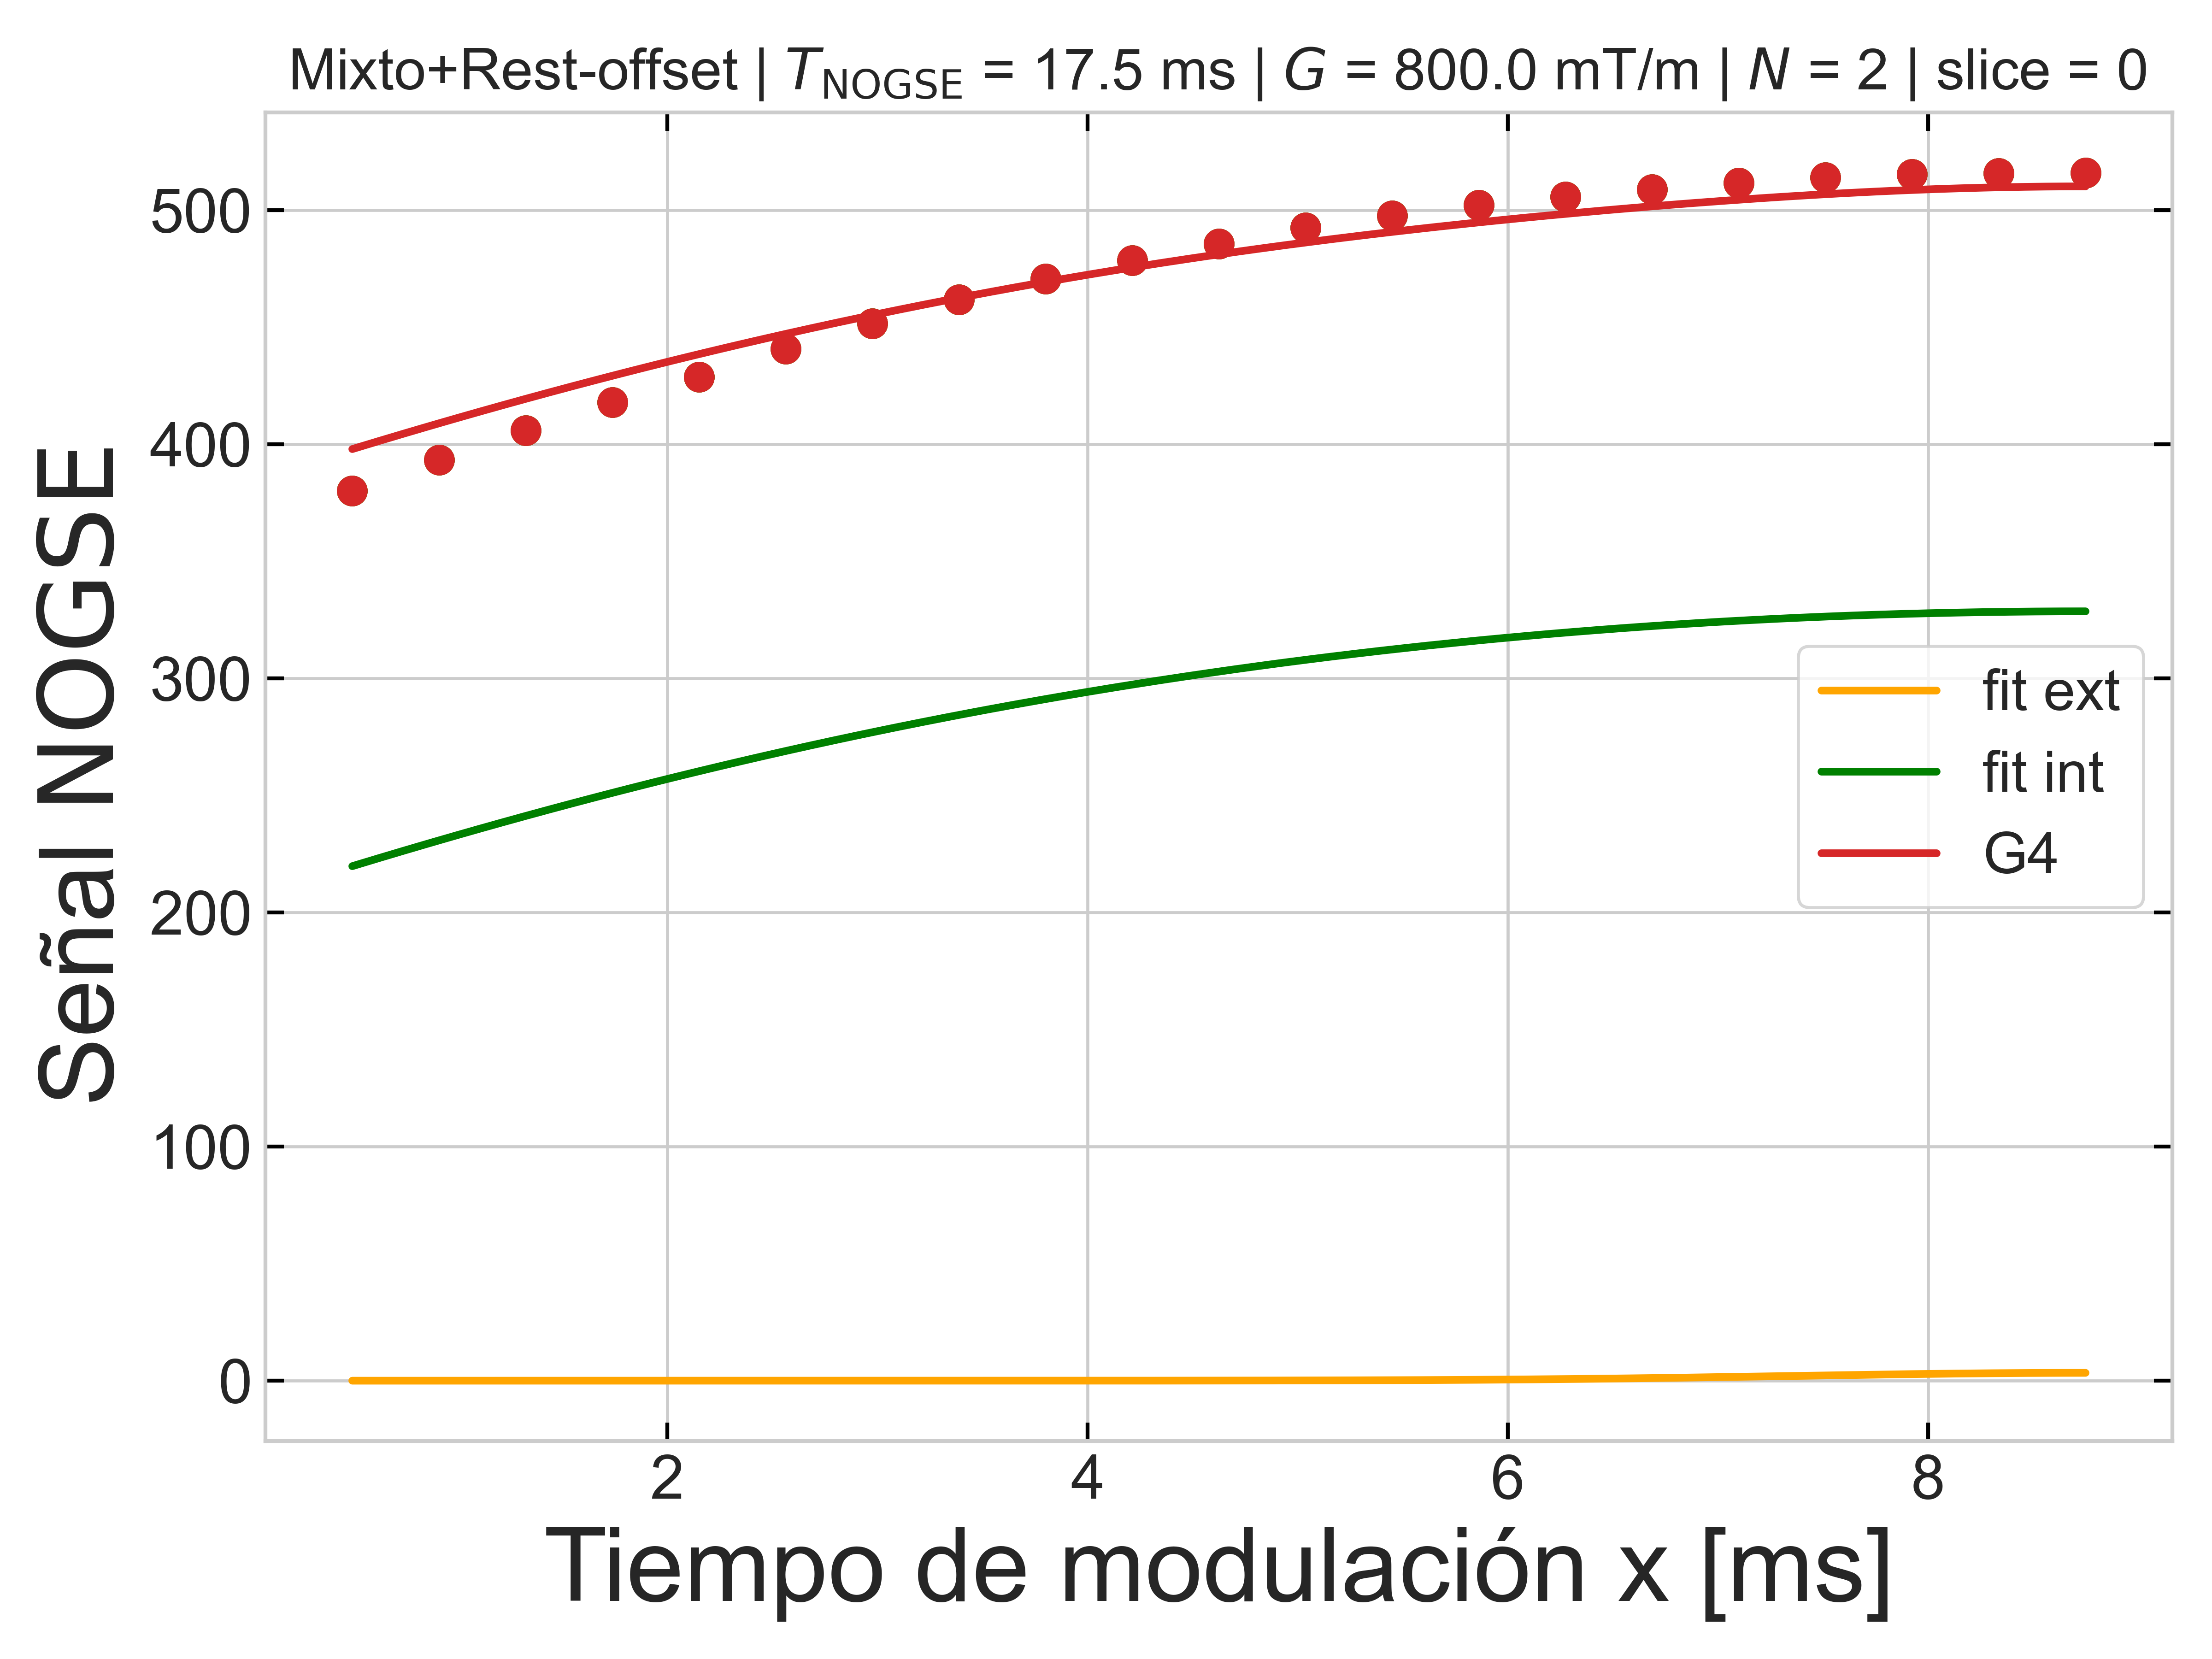 Mixto+Rest-offset | T_NOGSE = 17.5 ms | G = 800.0 mT/m | N = 2 | slice = 0
Señal NOGSE
500
400
300
200
100
0
fit ext
fit int
G4
2 4 6 8
Tiempo de modulación x [ms]